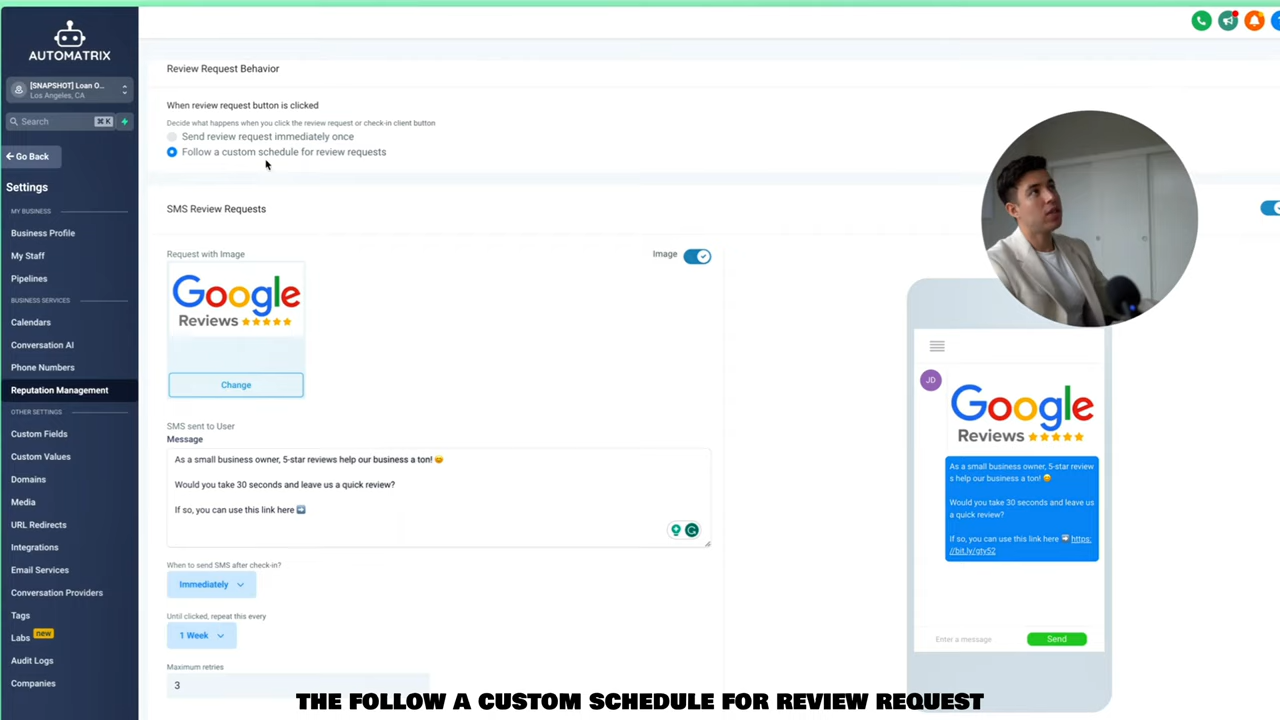 AUTOMATRIX
[SNAPSHOT] Loan O...
Los Angeles, CA
Search
⌘K
Go Back
Settings
MY BUSINESS
Business Profile
My Staff
Pipelines
BUSINESS SERVICES
Calendars
Conversation AI
Phone Numbers
Reputation Management
OTHER SETTINGS
Custom Fields
Custom Values
Domains
Media
URL Redirects
Integrations
Email Services
Conversation Providers
Tags
Labs new
Audit Logs
Companies
Review Request Behavior
When review request button is clicked
Decide what happens when you click the review request or check-in client button
Send review request immediately once
Follow a custom schedule for review requests
SMS Review Requests
Request with Image
Image
Google
Reviews
Change
SMS sent to User
Message
As a small business owner, 5-star reviews help our business a ton! 😊
Would you take 30 seconds and leave us a quick review?
If so, you can use this link here ➡️
When to send SMS after check-in?
Immediately
Until clicked, repeat this every
1 Week
Maximum retries
3
JD
Google
Reviews
As a small business owner, 5-star review
s help our business a ton! 😊
Would you take 30 seconds and leave us
a quick review?
If so, you can use this link here ➡️ https:
//bit.ly/gty52
Enter a message
Send
THE FOLLOW A CUSTOM SCHEDULE FOR REVIEW REQUEST